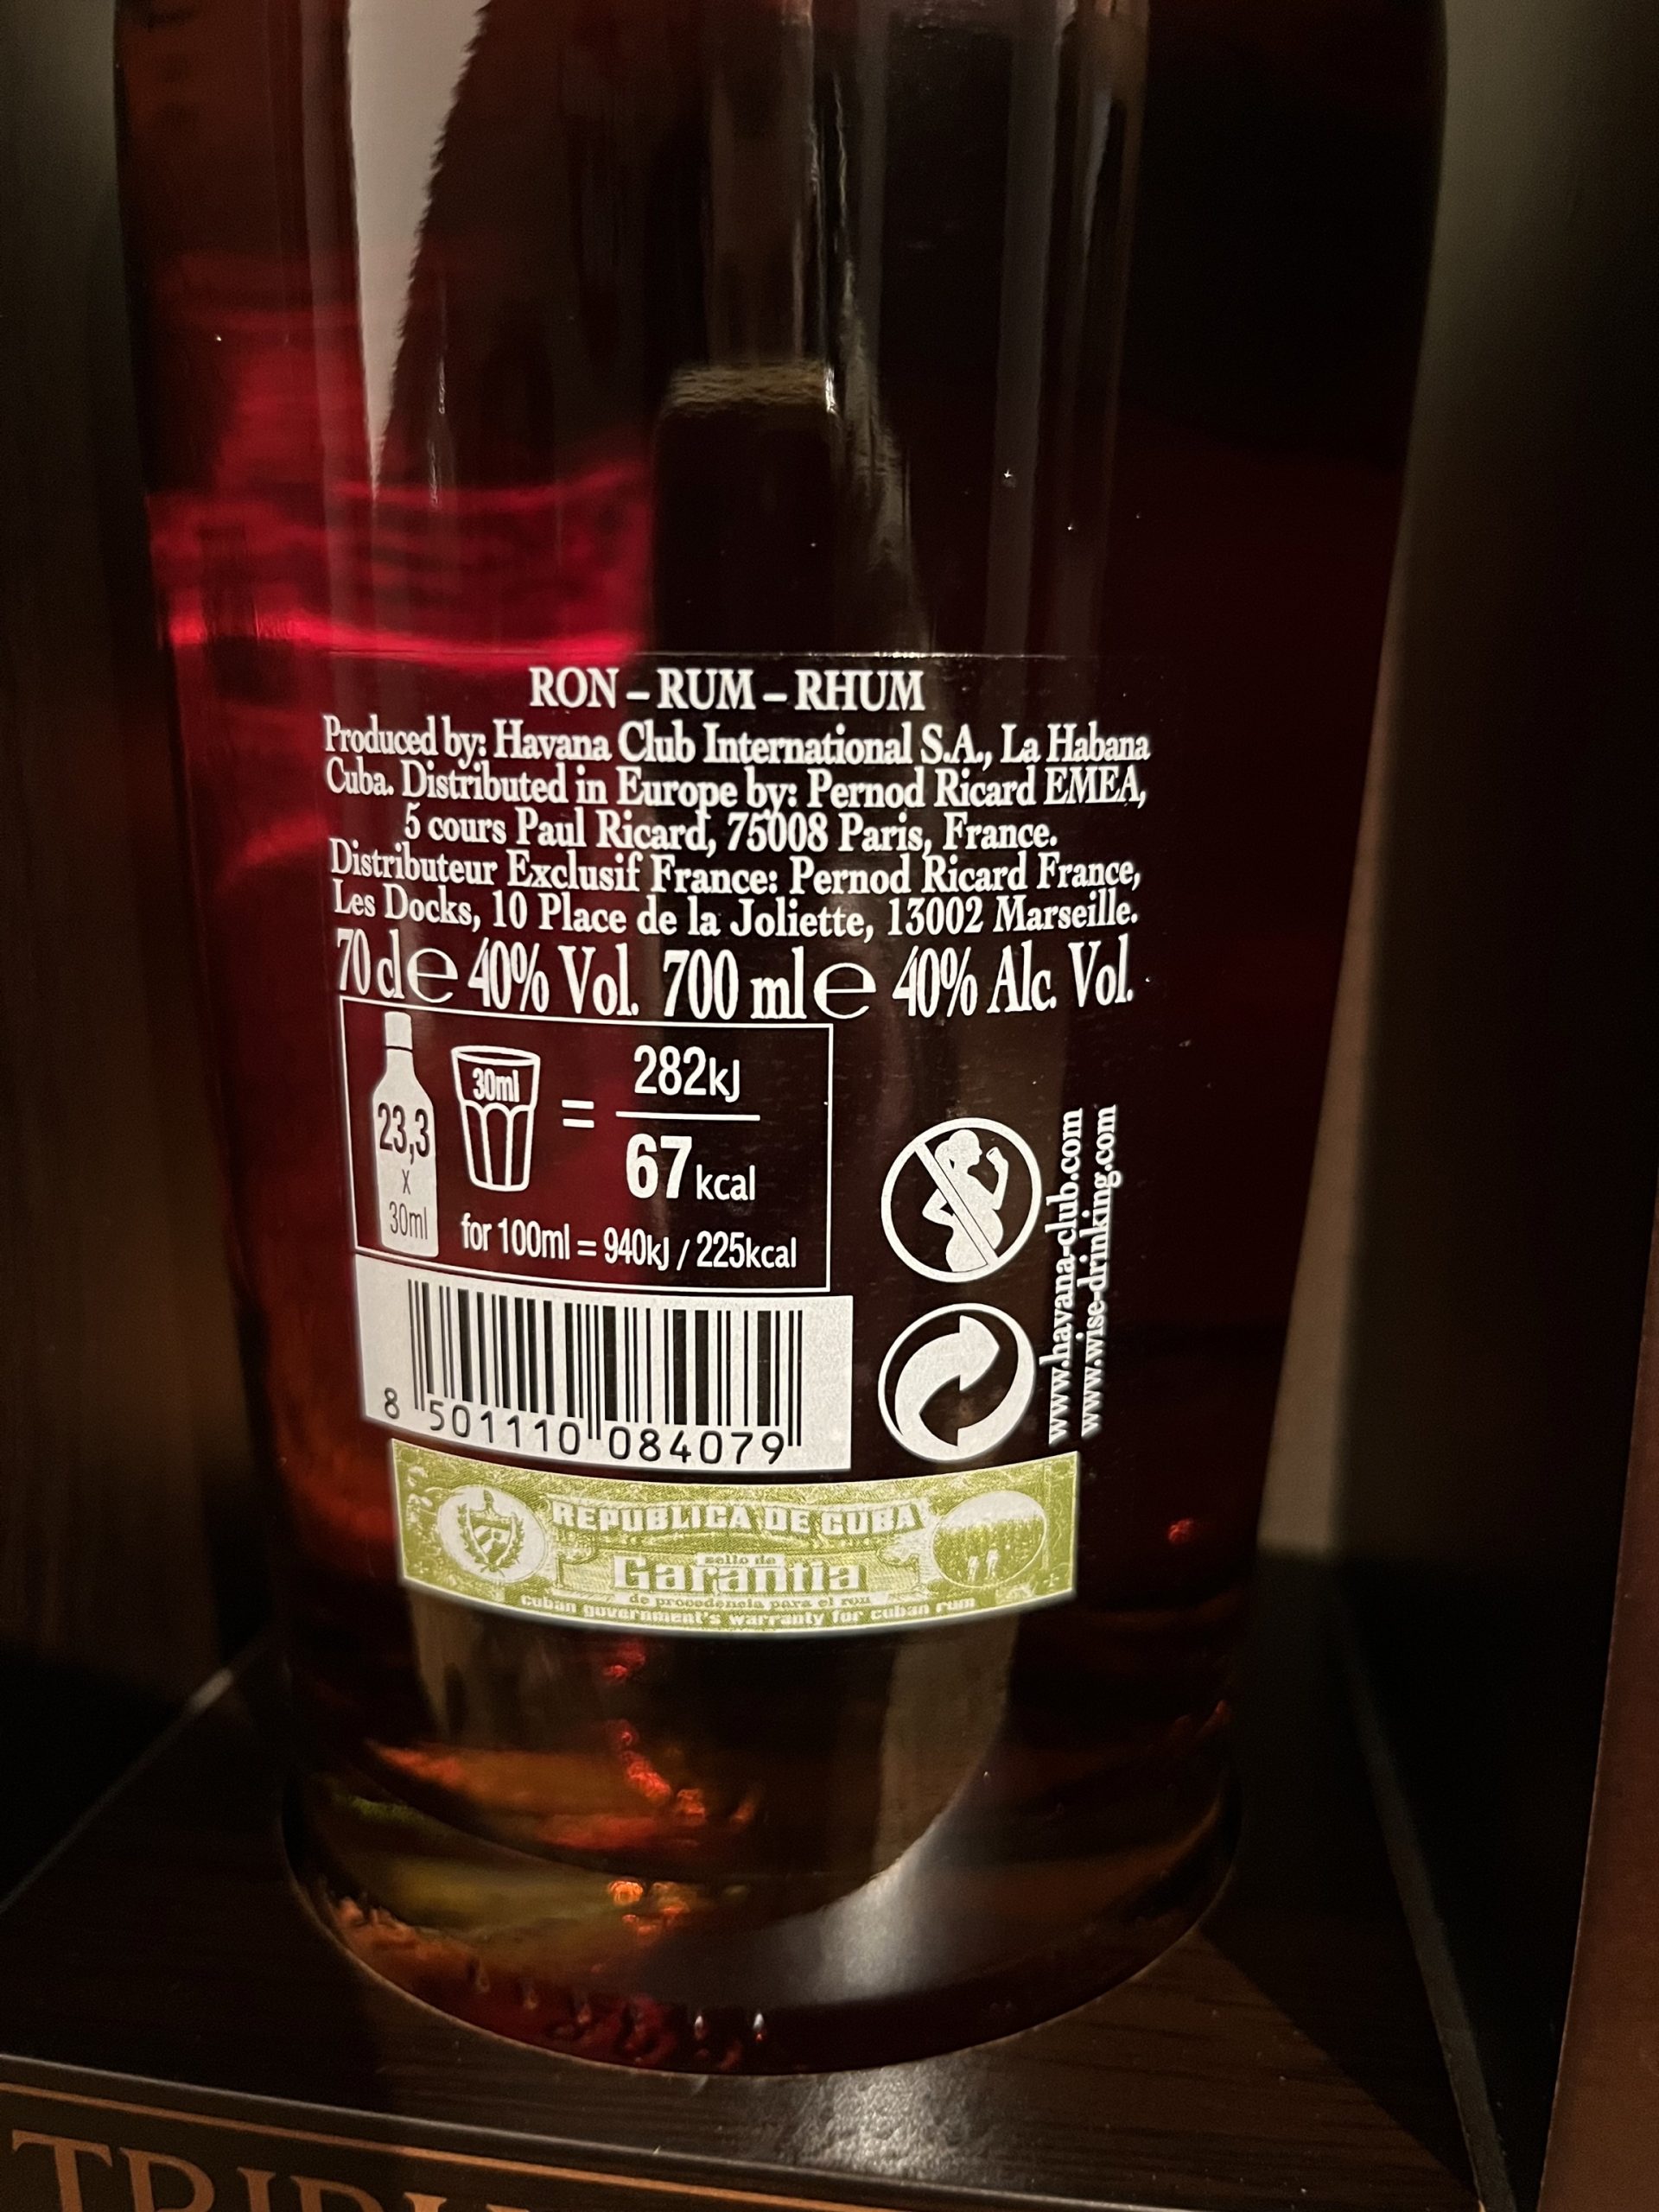 RON – RUM – RHUM
Produced by: Havana Club International S.A., La Habana
Cuba. Distributed in Europe by: Pernod Ricard EMEA,
5 cours Paul Ricard, 75008 Paris, France.
Distributeur Exclusif France: Pernod Ricard France,
Les Docks, 10 Place de la Joliette, 13002 Marseille.
70 cl e 40% Vol. 700 ml e 40% Alc. Vol.
23,3
x
30ml
30ml
=
282kJ
67kcal
for 100ml = 940kJ / 225kcal
www.havana-club.com
www.wise-drinking.com
8 501110 084079
REPUBLICA DE CUBA
sello de
Garantía
de procedencia para el ron
cuban government's warranty for cuban rum